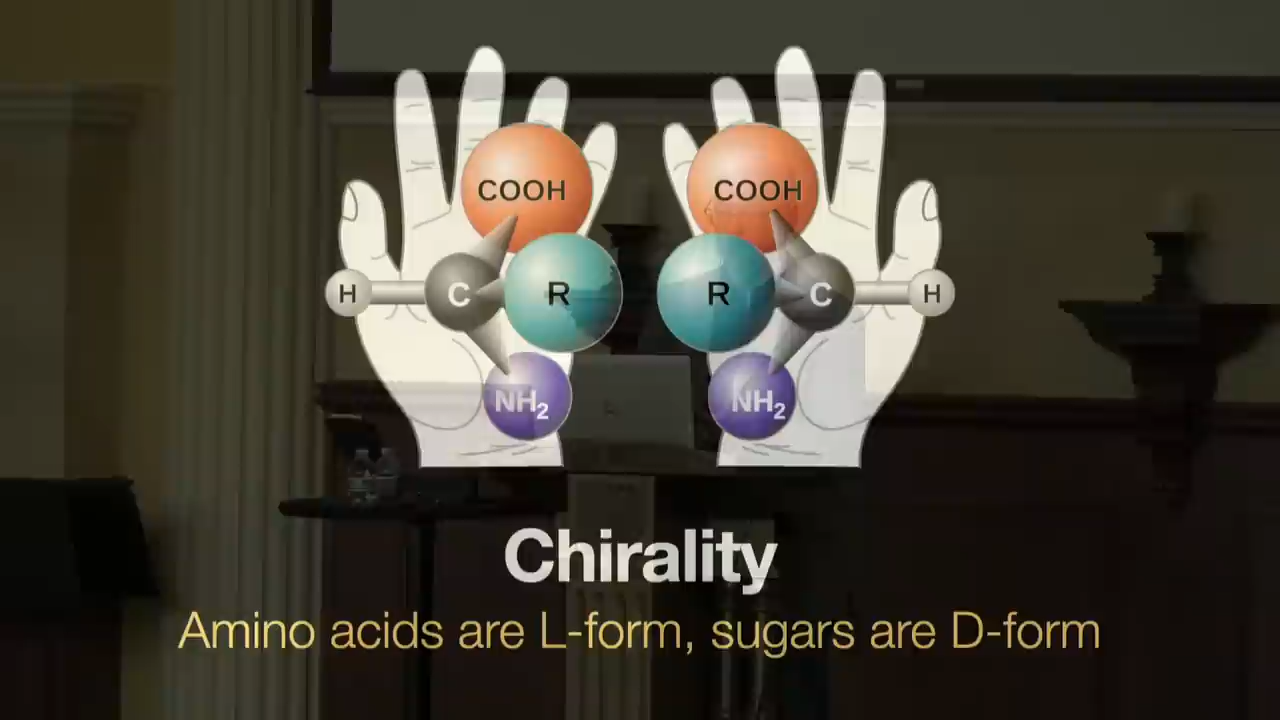 COOH COOH
H C R R C H
NH₂ NH₂
Chirality
Amino acids are L-form, sugars are D-form